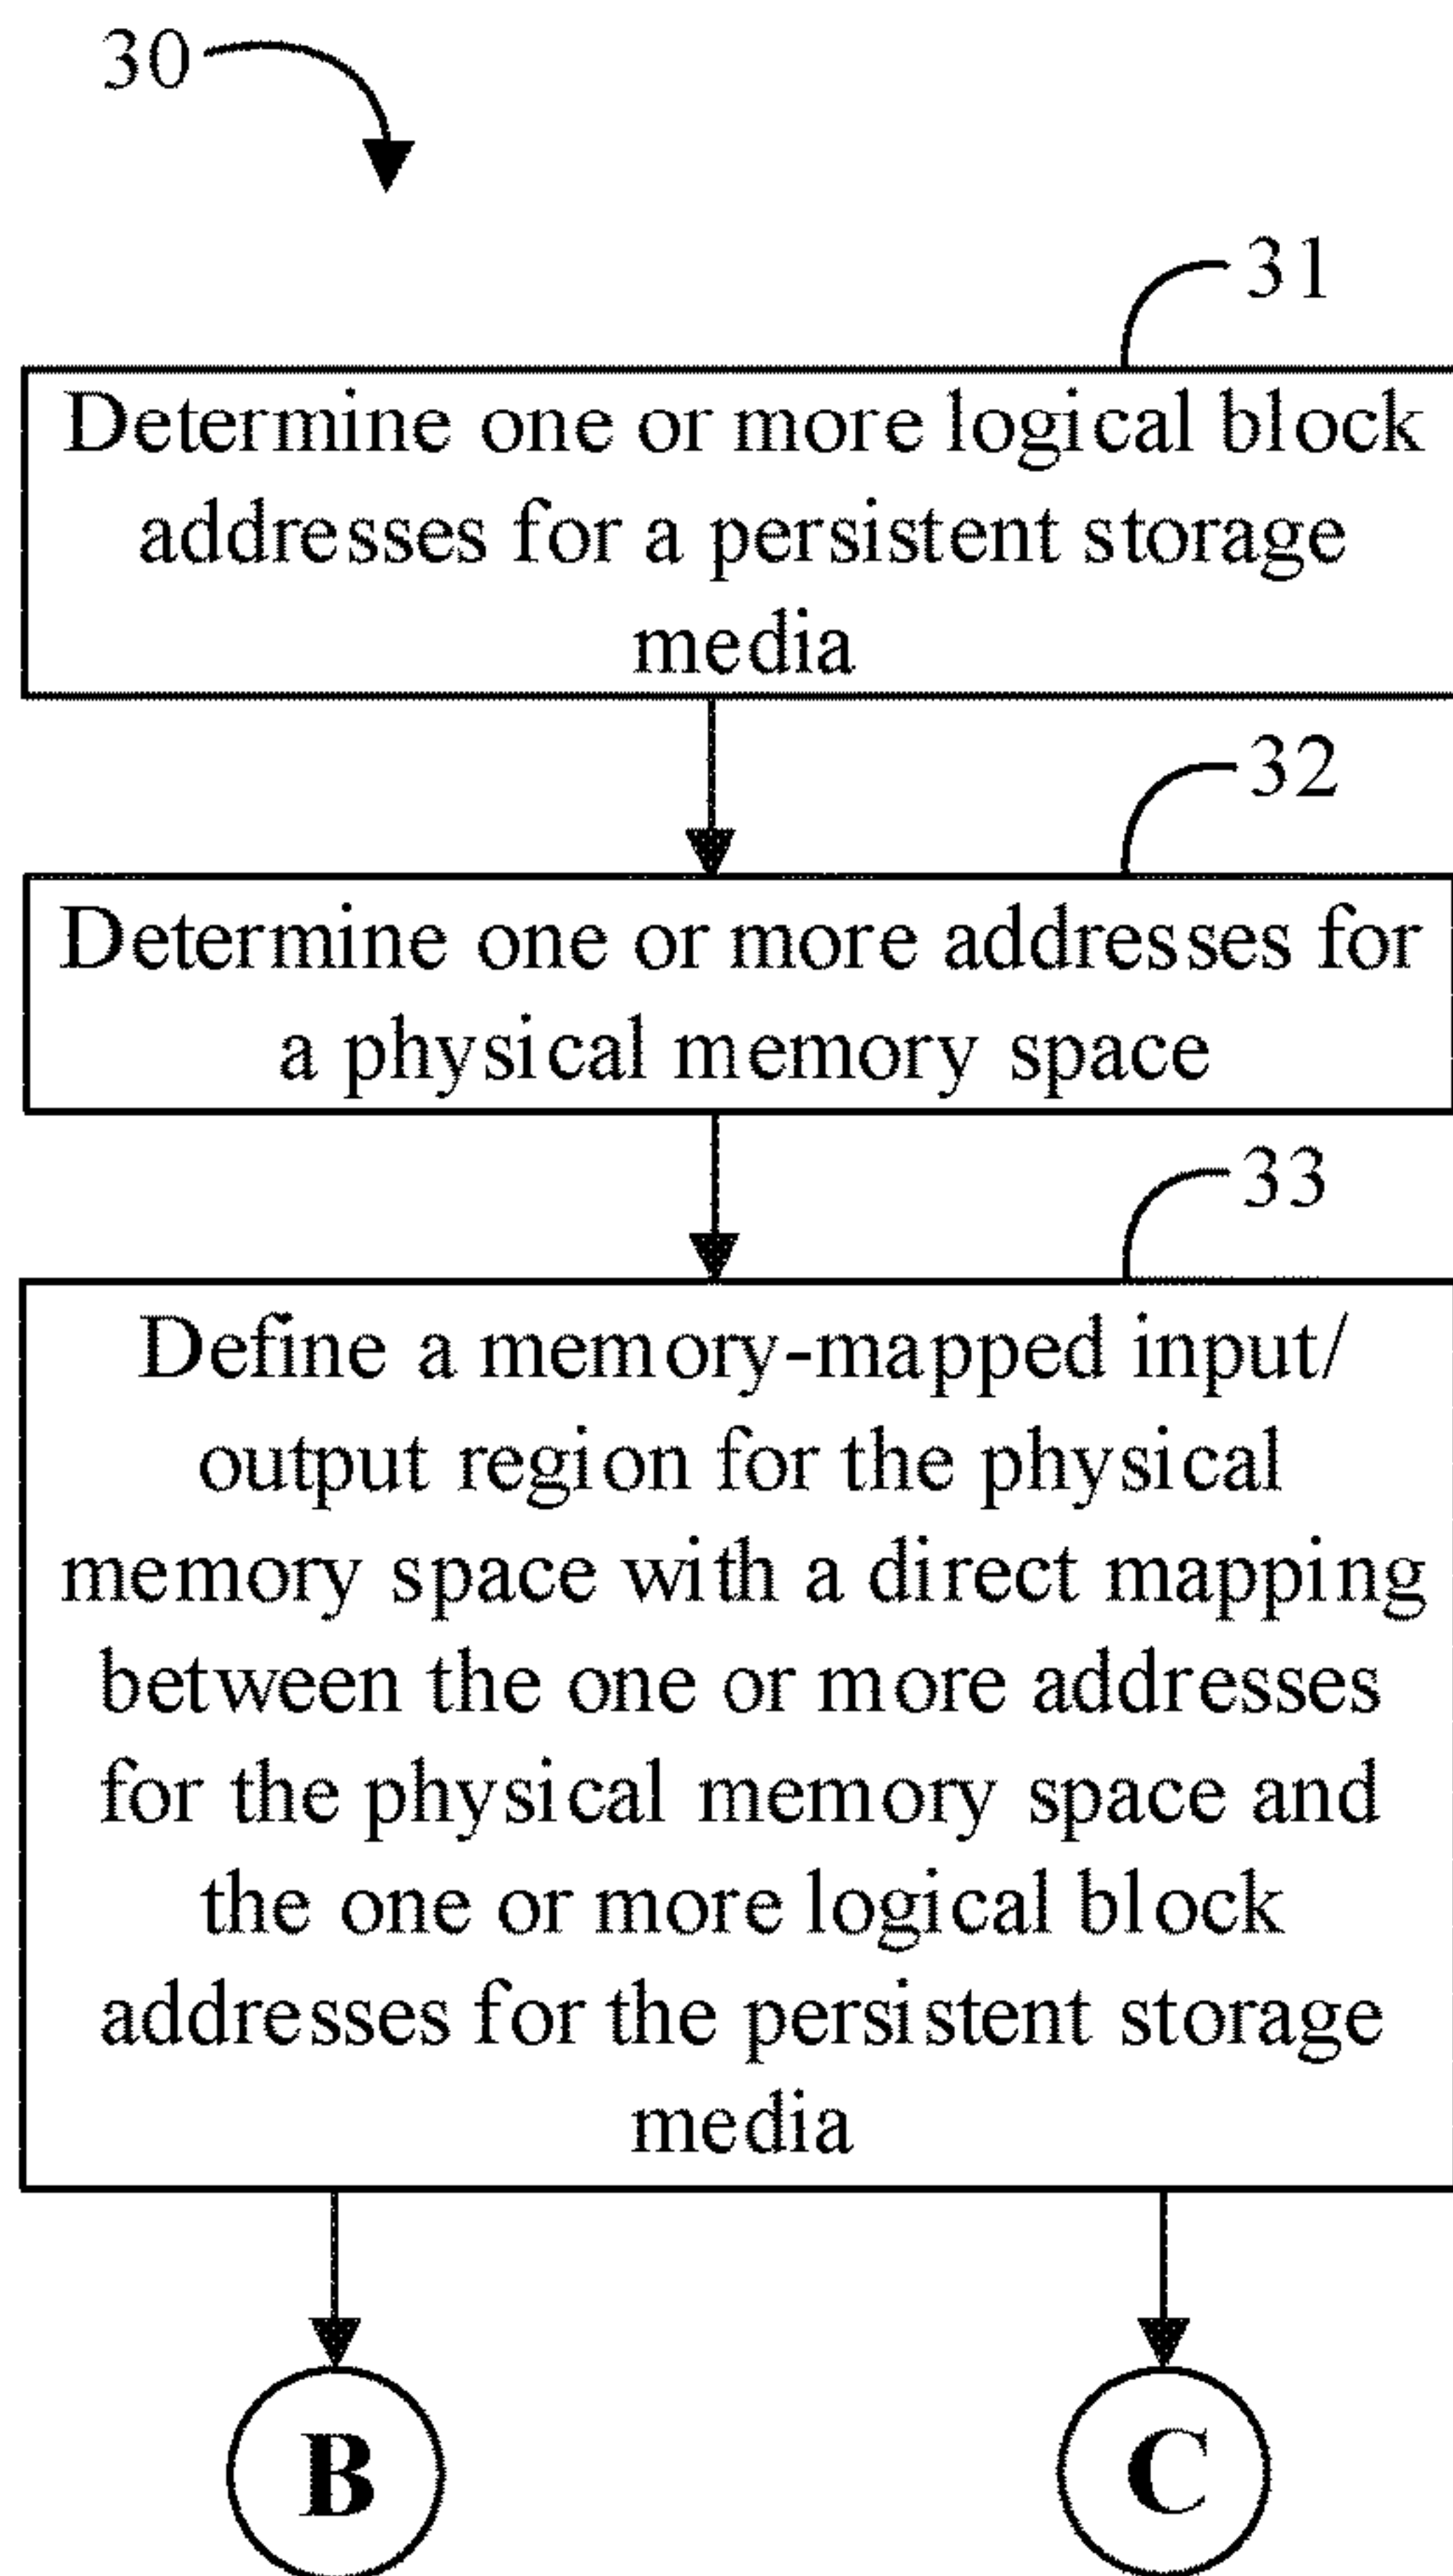 30
31
Determine one or more logical block
addresses for a persistent storage
media
32
Determine one or more addresses for
a physical memory space
33
Define a memory-mapped input/
output region for the physical
memory space with a direct mapping
between the one or more addresses
for the physical memory space and
the one or more logical block
addresses for the persistent storage
media
B
C